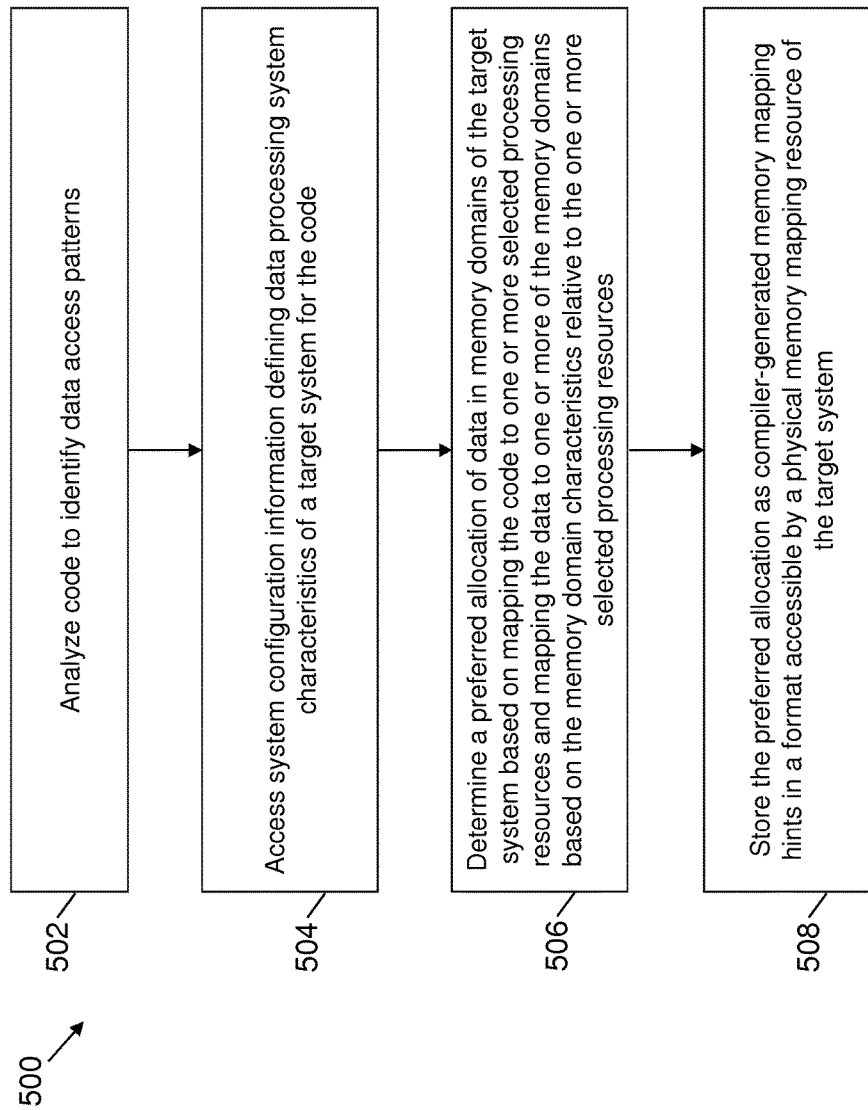 500
502
Analyze code to identify data access patterns
504
Access system configuration information defining data processing system
characteristics of a target system for the code
506
Determine a preferred allocation of data in memory domains of the target
system based on mapping the code to one or more selected processing
resources and mapping the data to one or more of the memory domains
based on the memory domain characteristics relative to the one or more
selected processing resources
508
Store the preferred allocation as compiler-generated memory mapping
hints in a format accessible by a physical memory mapping resource of
the target system